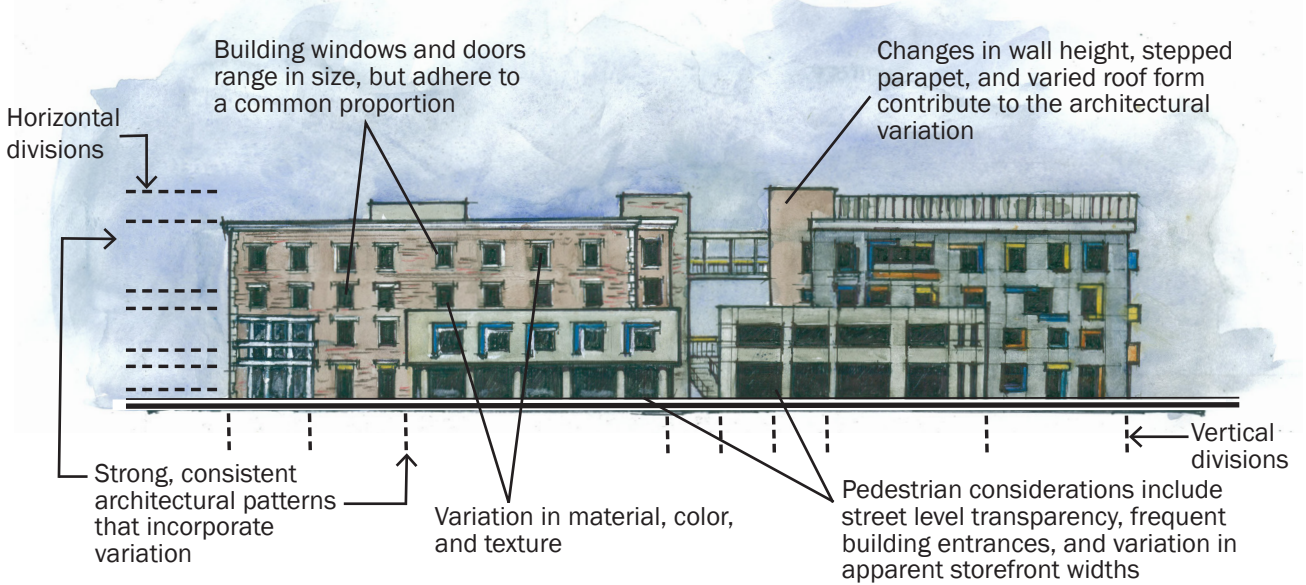 Building windows and doors
range in size, but adhere to
a common proportion
Changes in wall height, stepped
parapet, and varied roof form
contribute to the architectural
variation
Horizontal
divisions
Vertical
divisions
Strong, consistent
architectural patterns
that incorporate
variation
Variation in material, color,
and texture
Pedestrian considerations include
street level transparency, frequent
building entrances, and variation in
apparent storefront widths